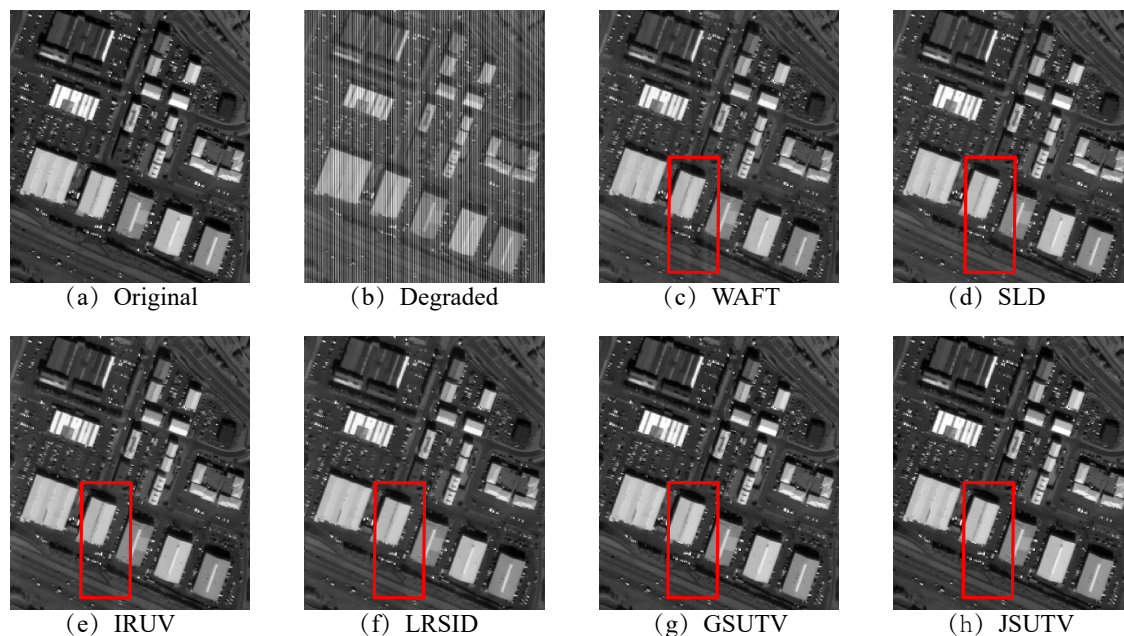 (a) Original
(b) Degraded
(c) WAFT
(d) SLD
(e) IRUV
(f) LRSID
(g) GSUTV
(h) JSUTV